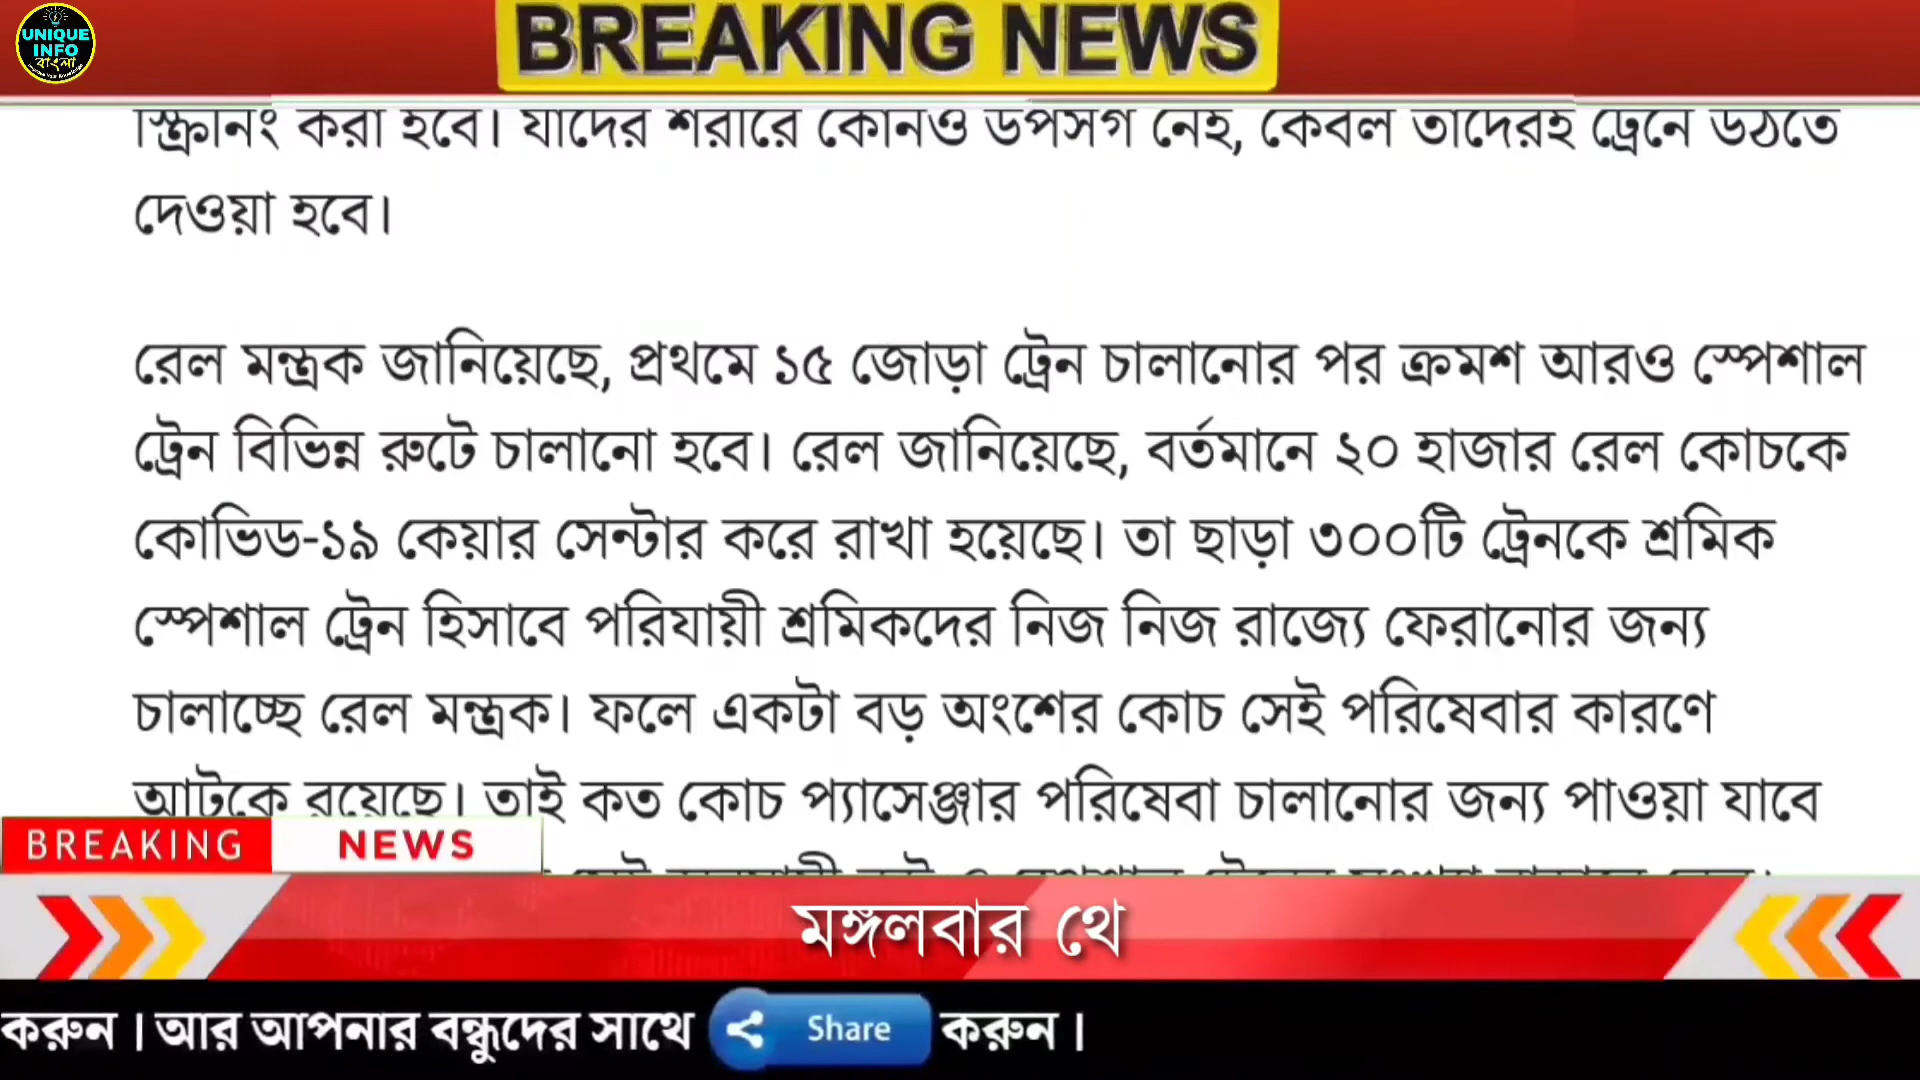 UNIQUE
INFO
বাংলা
BREAKING NEWS
স্ক্রীনিং করা হবে। যাঁদের শরীরে কোনও উপসর্গ নেই, কেবল তাঁদেরই ট্রেনে উঠতে
দেওয়া হবে।
রেল মন্ত্রক জানিয়েছে, প্রথমে ১৫ জোড়া ট্রেন চালানোর পর ক্রমশ আরও স্পেশাল
ট্রেন বিভিন্ন রুটে চালানো হবে। রেল জানিয়েছে, বর্তমানে ২০ হাজার রেল কোচকে
কোভিড-১৯ কেয়ার সেন্টার করে রাখা হয়েছে। তা ছাড়া ৩০০টি ট্রেনকে শ্রমিক
স্পেশাল ট্রেন হিসাবে পরিযায়ী শ্রমিকদের নিজ নিজ রাজ্যে ফেরানোর জন্য
চালাচ্ছে রেল মন্ত্রক। ফলে একটা বড় অংশের কোচ সেই পরিষেবার কারণে
আটকে রয়েছে। তাই কত কোচ প্যাসেঞ্জার পরিষেবা চালানোর জন্য পাওয়া যাবে
BREAKING NEWS
মঙ্গলবার থে
করুন। আর আপনার বন্ধুদের সাথে Share করুন।